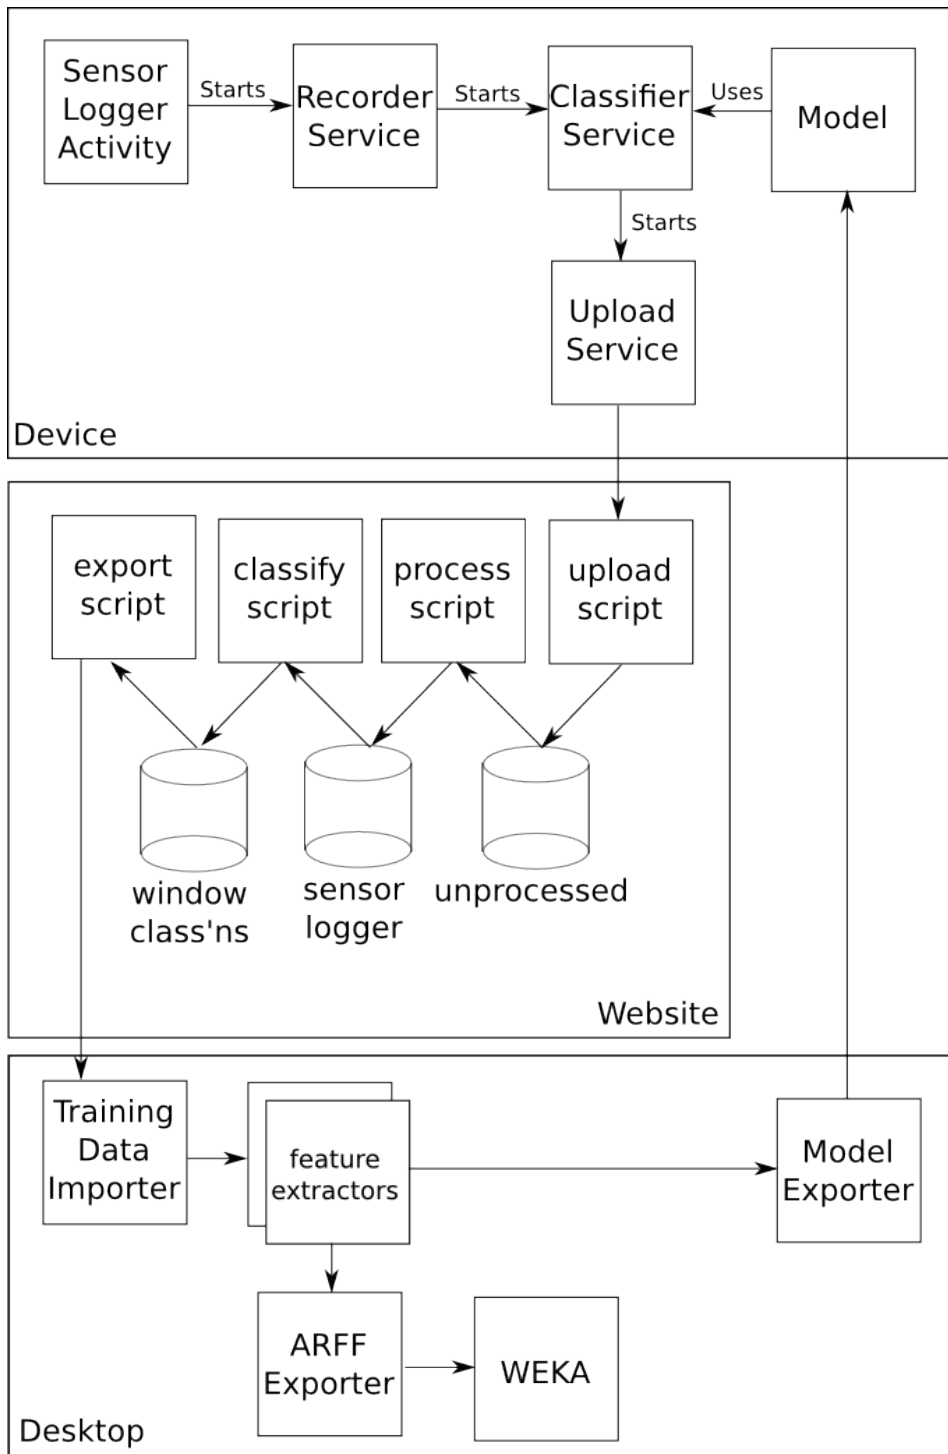 Sensor
Logger
Activity
Starts
Recorder
Service
Starts
Classifier
Service
Uses
Model
Starts
Upload
Service
Device
export
script
classify
script
process
script
upload
script
window
class'ns
sensor
logger
unprocessed
Website
Training
Data
Importer
feature
extractors
Model
Exporter
ARFF
Exporter
WEKA
Desktop